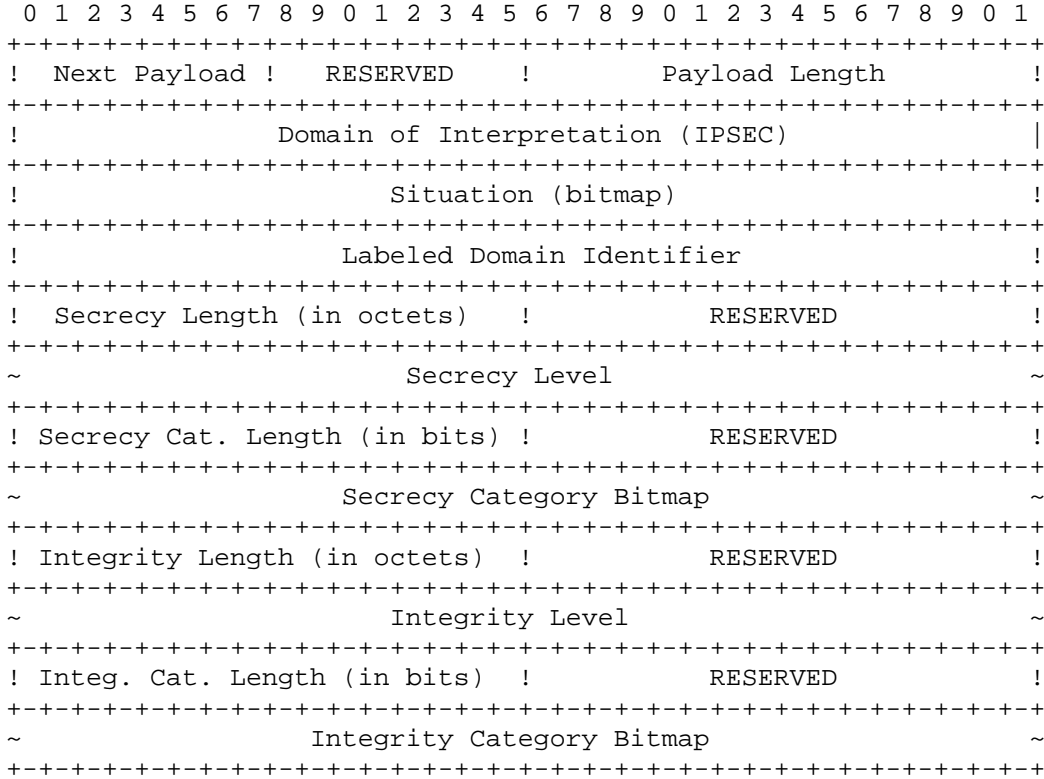 0 1 2 3 4 5 6 7 8 9 0 1 2 3 4 5 6 7 8 9 0 1 2 3 4 5 6 7 8 9 0 1
+-+-+-+-+-+-+-+-+-+-+-+-+-+-+-+-+-+-+-+-+-+-+-+-+-+-+-+-+-+-+-+-+
!  Next Payload !   RESERVED    !        Payload Length         !
+-+-+-+-+-+-+-+-+-+-+-+-+-+-+-+-+-+-+-+-+-+-+-+-+-+-+-+-+-+-+-+-+
!                Domain of Interpretation (IPSEC)               |
+-+-+-+-+-+-+-+-+-+-+-+-+-+-+-+-+-+-+-+-+-+-+-+-+-+-+-+-+-+-+-+-+
!                       Situation (bitmap)                      !
+-+-+-+-+-+-+-+-+-+-+-+-+-+-+-+-+-+-+-+-+-+-+-+-+-+-+-+-+-+-+-+-+
!                    Labeled Domain Identifier                  !
+-+-+-+-+-+-+-+-+-+-+-+-+-+-+-+-+-+-+-+-+-+-+-+-+-+-+-+-+-+-+-+-+
!  Secrecy Length (in octets)   !           RESERVED            !
+-+-+-+-+-+-+-+-+-+-+-+-+-+-+-+-+-+-+-+-+-+-+-+-+-+-+-+-+-+-+-+-+
~                        Secrecy Level                          ~
+-+-+-+-+-+-+-+-+-+-+-+-+-+-+-+-+-+-+-+-+-+-+-+-+-+-+-+-+-+-+-+-+
! Secrecy Cat. Length (in bits) !           RESERVED            !
+-+-+-+-+-+-+-+-+-+-+-+-+-+-+-+-+-+-+-+-+-+-+-+-+-+-+-+-+-+-+-+-+
~                    Secrecy Category Bitmap                    ~
+-+-+-+-+-+-+-+-+-+-+-+-+-+-+-+-+-+-+-+-+-+-+-+-+-+-+-+-+-+-+-+-+
! Integrity Length (in octets)  !           RESERVED            !
+-+-+-+-+-+-+-+-+-+-+-+-+-+-+-+-+-+-+-+-+-+-+-+-+-+-+-+-+-+-+-+-+
~                       Integrity Level                         ~
+-+-+-+-+-+-+-+-+-+-+-+-+-+-+-+-+-+-+-+-+-+-+-+-+-+-+-+-+-+-+-+-+
! Integ. Cat. Length (in bits)  !           RESERVED            !
+-+-+-+-+-+-+-+-+-+-+-+-+-+-+-+-+-+-+-+-+-+-+-+-+-+-+-+-+-+-+-+-+
~                  Integrity Category Bitmap                    ~
+-+-+-+-+-+-+-+-+-+-+-+-+-+-+-+-+-+-+-+-+-+-+-+-+-+-+-+-+-+-+-+-+